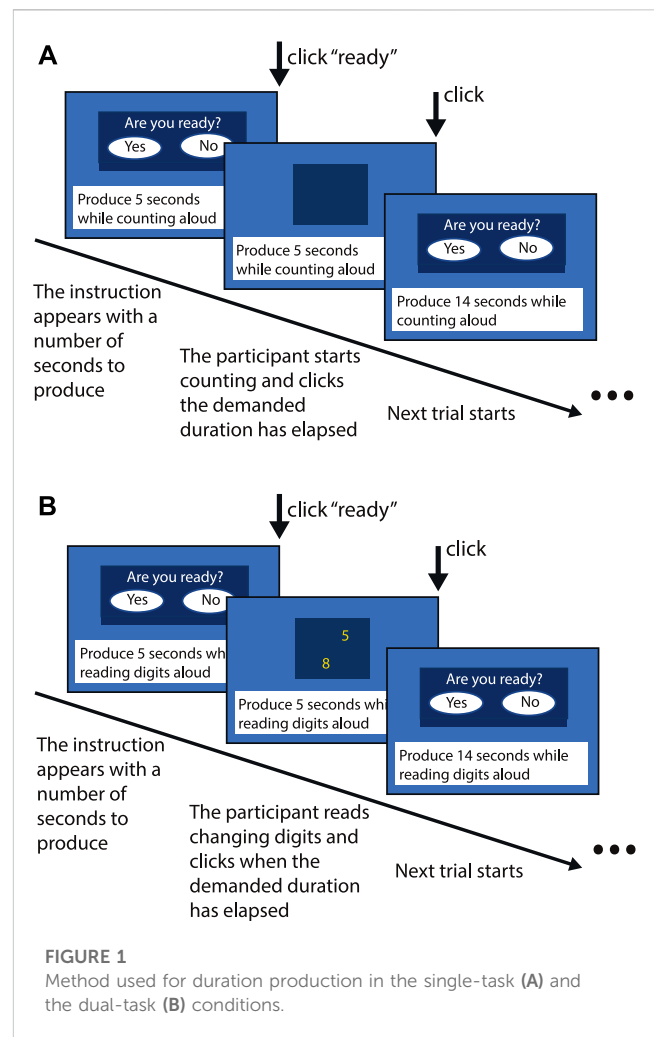 A
click “ready”
click
Are you ready?
Yes No
Produce 5 seconds
while counting aloud
Produce 5 seconds
while counting aloud
Are you ready?
Yes No
Produce 14 seconds while
counting aloud
The instruction
appears with a
number of
seconds to
produce
The participant starts
counting and clicks
the demanded
duration has elapsed
Next trial starts
•••
B
click “ready”
click
Are you ready?
Yes No
Produce 5 seconds whi
reading digits aloud
5
8
Produce 5 seconds whi
reading digits aloud
Are you ready?
Yes No
Produce 14 seconds while
reading digits aloud
The instruction
appears with a
number of
seconds to
produce
The participant reads
changing digits and
clicks when the
demanded duration
has elapsed
Next trial starts
•••
FIGURE 1
Method used for duration production in the single-task (A) and
the dual-task (B) conditions.